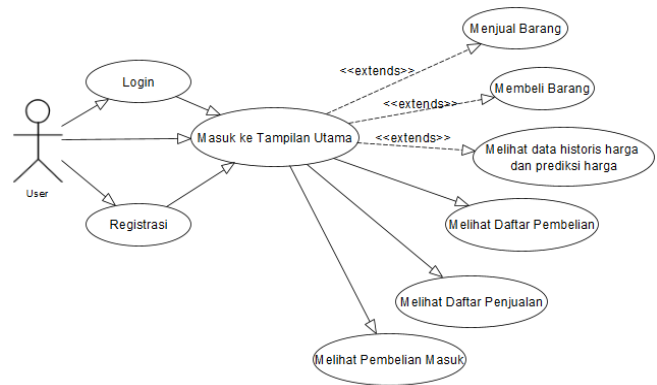 Menjual Barang
<<extends>>
Login
Membeli Barang
<<extends>>
Masuk ke Tampilan Utama
<<extends>>
Melihat data historis harga
dan prediksi harga
User
Registrasi
Melihat Daftar Pembelian
Melihat Daftar Penjualan
Melihat Pembelian Masuk